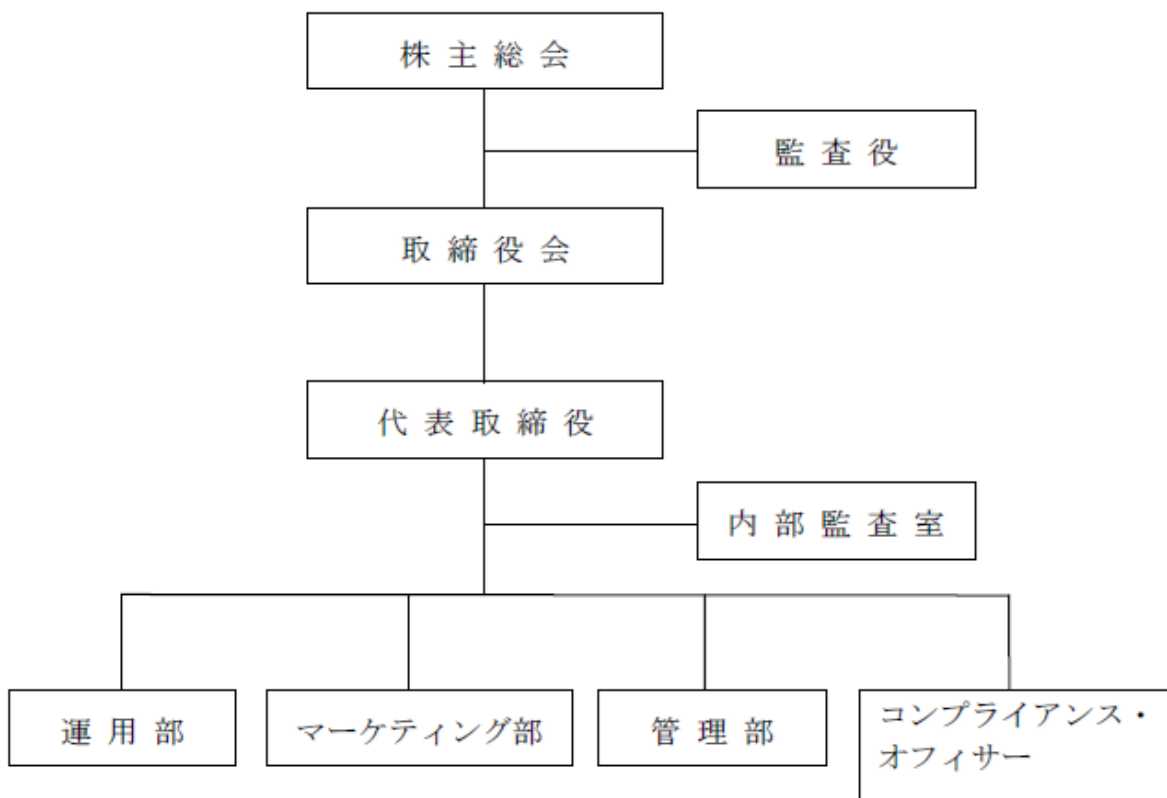 株主総会
監査役
取締役会
代表取締役
内部監査室
運用部
マーケティング部
管理部
コンプライアンス・
オフィサー